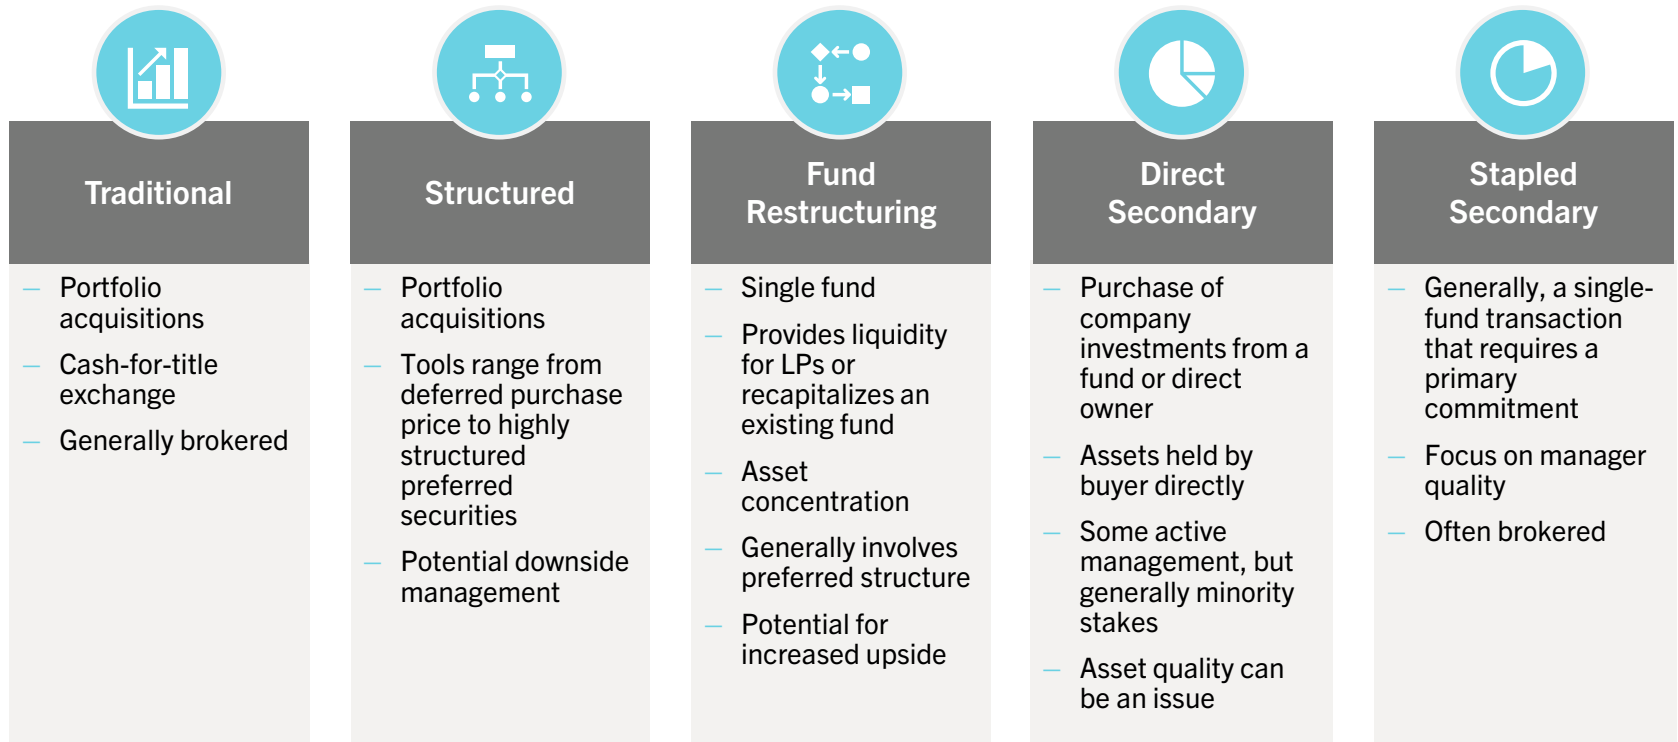 Traditional
— Portfolio
acquisitions
— Cash-for-title
exchange
— Generally brokered
Structured
— Portfolio
acquisitions
— Tools range from
deferred purchase
price to highly
structured
preferred
securities
— Potential downside
management
Fund
Restructuring
— Single fund
— Provides liquidity
for LPs or
recapitalizes an
existing fund
— Asset
concentration
— Generally involves
preferred structure
— Potential for
increased upside
Direct
Secondary
— Purchase of
company
investments from a
fund or direct
owner
— Assets held by
buyer directly
— Some active
management, but
generally minority
stakes
— Asset quality can
be an issue
Stapled
Secondary
— Generally, a single-
fund transaction
that requires a
primary
commitment
— Focus on manager
quality
— Often brokered